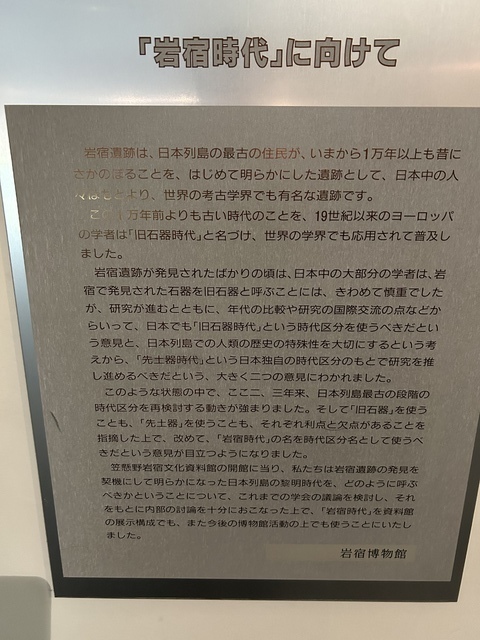 「岩宿時代」に向けて
岩宿遺跡は、日本列島の最古の住民が、いまから1万年以上も昔に
さかのぼることを、はじめて明らかにした遺跡として、日本中の人
々はもとより、世界の考古学界でも有名な遺跡です。
この1万年前よりも古い時代のことを、19世紀以来のヨーロッパ
の学者は「旧石器時代」と名づけ、世界の学界でも応用されて普及し
ました。
岩宿遺跡が発見されたばかりの頃は、日本中の大部分の学者は、岩
宿で発見された石器を旧石器と呼ぶことには、きわめて慎重でした
が、研究が進むとともに、年代の比較や研究の国際交流の点などか
らいって、日本でも「旧石器時代」という時代区分を使うべきだとい
う意見と、日本列島での人類の歴史の特殊性を大切にするという考
えから、「先土器時代」という日本独自の時代区分のもとで研究を推
し進めるべきだという、大きく二つの意見にわかれました。
このような状態の中で、ここ二、三年来、日本列島最古の段階の
時代区分を再検討する動きが強まりました。そして「旧石器」を使う
ことも、「先土器」を使うことも、それぞれ利点と欠点があることを
指摘した上で、改めて、「岩宿時代」の名を時代区分名として使うべ
きだという意見が目立つようになりました。
笠懸野岩宿文化資料館の開館に当り、私たちは岩宿遺跡の発見を
契機にして明らかになった日本列島の黎明時代を、どのように呼ぶ
べきかということについて、これまでの学会の議論を検討し、それ
をもとに内部の討論を十分におこなった上で、「岩宿時代」を資料館
の展示構成でも、また今後の博物館活動の上でも使うことにいたし
ました。
岩宿博物館